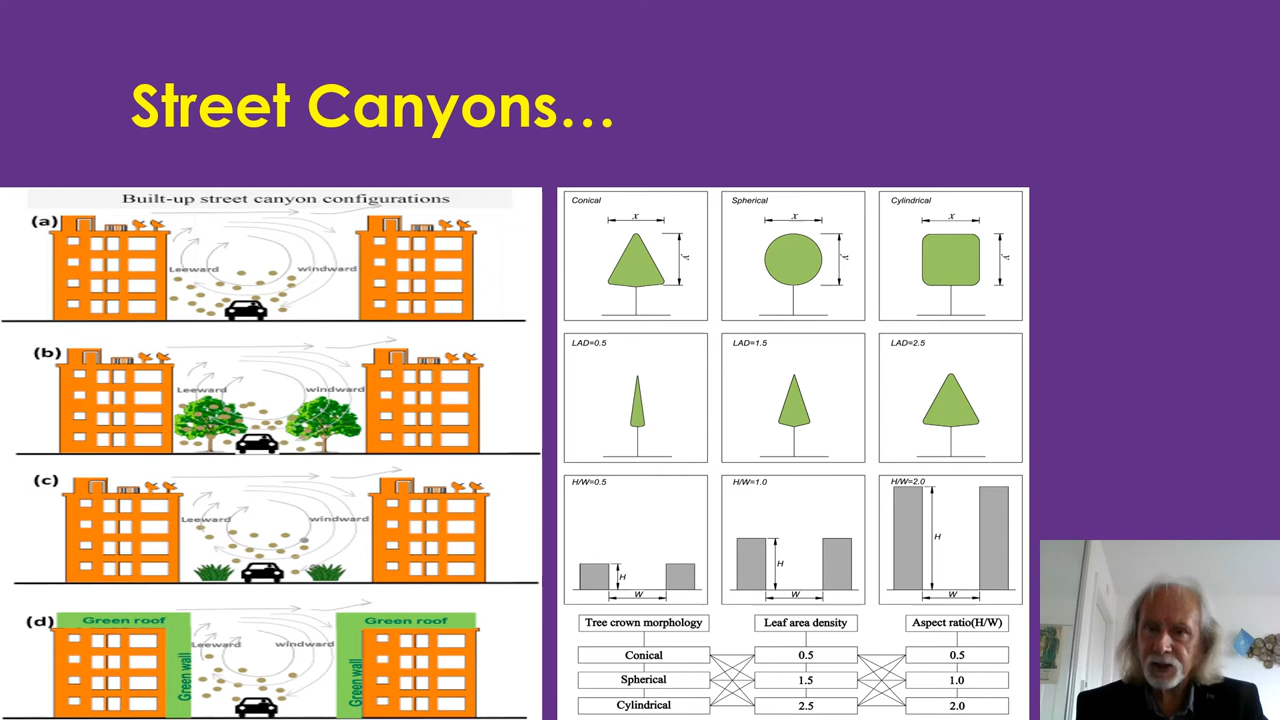 Street Canyons...
Built-up street canyon configurations
(a)
Leeward
windward
(b)
Leeward
windward
(c)
Leeward
windward
(d)
Green roof
Green roof
Leeward
windward
Green wall
Green wall
Conical
x
y
Spherical
x
y
Cylindrical
x
y
LAD=0.5
LAD=1.5
LAD=2.5
H/W=0.5
H
W
H/W=1.0
H
W
H/W=2.0
H
W
Tree crown morphology
Leaf area density
Aspect ratio(H/W)
Conical
0.5
0.5
Spherical
1.5
1.0
Cylindrical
2.5
2.0